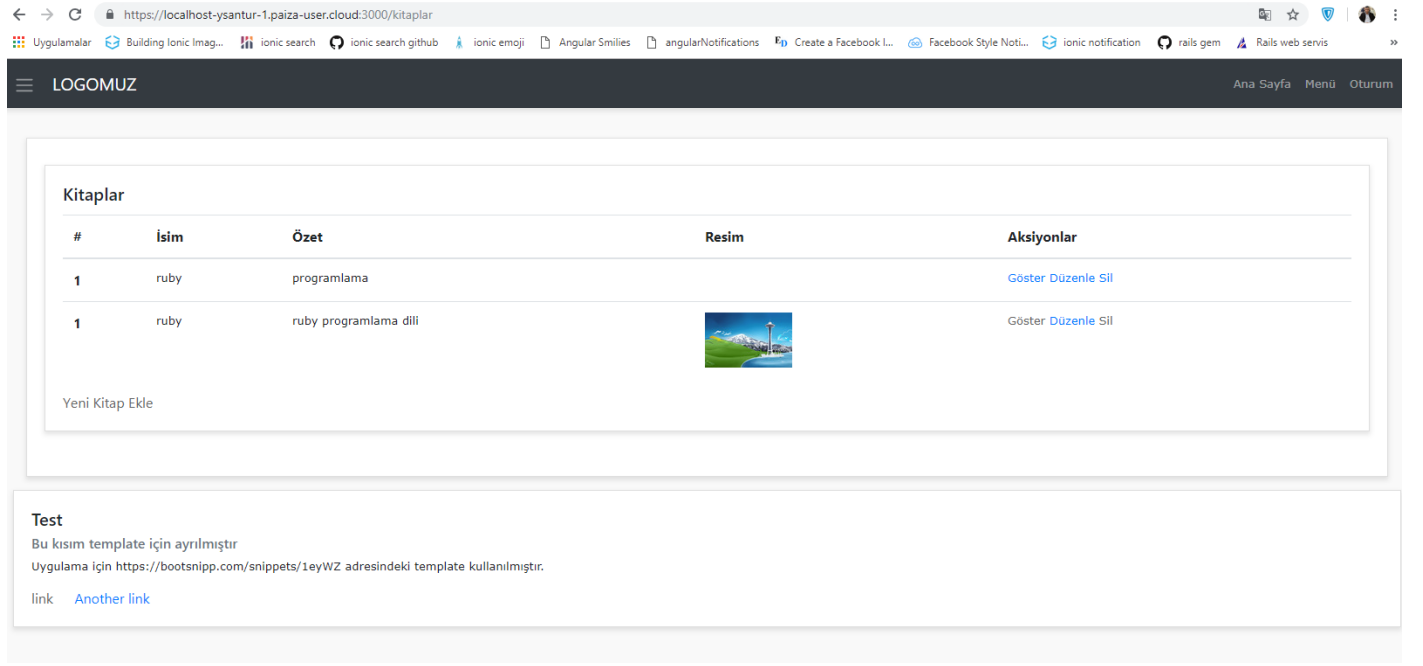 https://localhost-ysantur-1.paiza-user.cloud:3000/kitaplar
Uygulamalar Building Ionic Imag... ionic search ionic search github ionic emoji Angular Smilies angularNotifications Create a Facebook I... Facebook Style Noti... ionic notification rails gem Rails web servis »
LOGOMUZ Ana Sayfa Menü Oturum
Kitaplar
# İsim Özet Resim Aksiyonlar
1 ruby programlama Göster Düzenle Sil
1 ruby ruby programlama dili Göster Düzenle Sil
Yeni Kitap Ekle
Test
Bu kısım template için ayrılmıştır
Uygulama için https://bootsnipp.com/snippets/1eyWZ adresindeki template kullanılmıştır.
link Another link